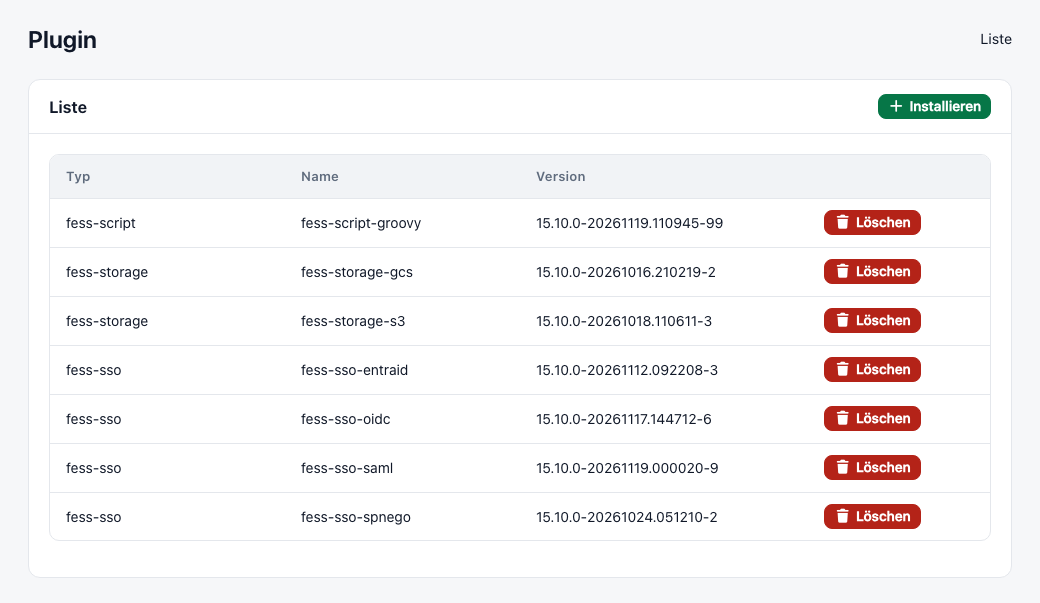 Plugin
Liste
Liste
Installieren
Typ Name Version
fess-script fess-script-groovy 15.10.0-20261119.110945-99 Löschen
fess-storage fess-storage-gcs 15.10.0-20261016.210219-2 Löschen
fess-storage fess-storage-s3 15.10.0-20261018.110611-3 Löschen
fess-sso fess-sso-entraid 15.10.0-20261112.092208-3 Löschen
fess-sso fess-sso-oidc 15.10.0-20261117.144712-6 Löschen
fess-sso fess-sso-saml 15.10.0-20261119.000020-9 Löschen
fess-sso fess-sso-spnego 15.10.0-20261024.051210-2 Löschen